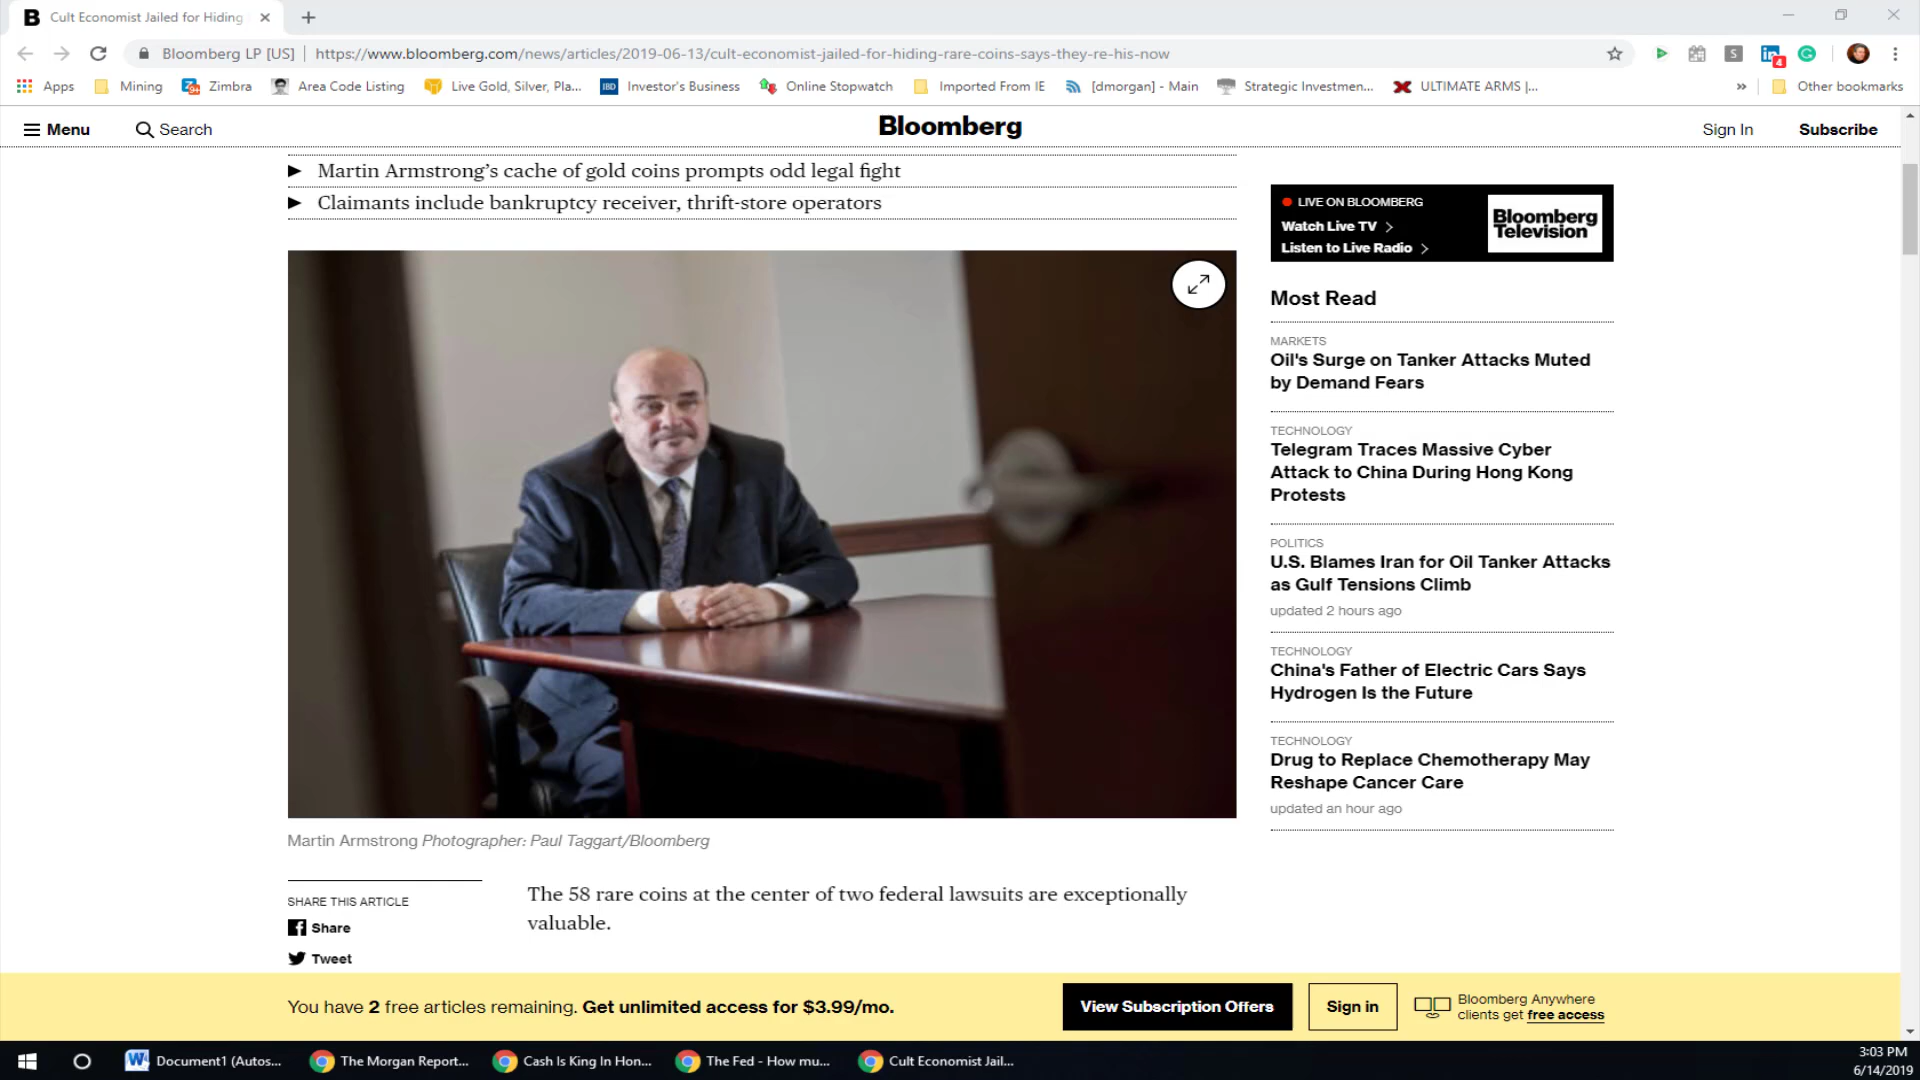 Cult Economist Jailed for Hiding
Bloomberg LP [US] | https://www.bloomberg.com/news/articles/2019-06-13/cult-economist-jailed-for-hiding-rare-coins-says-they-re-his-now
Apps Mining Zimbra Area Code Listing Live Gold, Silver, Pla... Investor's Business Online Stopwatch Imported From IE [dmorgan] - Main Strategic Investmen... ULTIMATE ARMS |... » Other bookmarks
Menu Search Bloomberg Sign In Subscribe
Martin Armstrong’s cache of gold coins prompts odd legal fight
Claimants include bankruptcy receiver, thrift-store operators
LIVE ON BLOOMBERG
Watch Live TV
Listen to Live Radio
Bloomberg
Television
Most Read
MARKETS
Oil's Surge on Tanker Attacks Muted
by Demand Fears
TECHNOLOGY
Telegram Traces Massive Cyber
Attack to China During Hong Kong
Protests
POLITICS
U.S. Blames Iran for Oil Tanker Attacks
as Gulf Tensions Climb
updated 2 hours ago
TECHNOLOGY
China's Father of Electric Cars Says
Hydrogen Is the Future
TECHNOLOGY
Drug to Replace Chemotherapy May
Reshape Cancer Care
updated an hour ago
Martin Armstrong Photographer: Paul Taggart/Bloomberg
SHARE THIS ARTICLE
Share
Tweet
The 58 rare coins at the center of two federal lawsuits are exceptionally
valuable.
You have 2 free articles remaining. Get unlimited access for $3.99/mo.
View Subscription Offers
Sign in
Bloomberg Anywhere
clients get free access
Document1 (Autos... The Morgan Report... Cash Is King In Hon... The Fed - How mu... Cult Economist Jail...
3:03 PM
6/14/2019